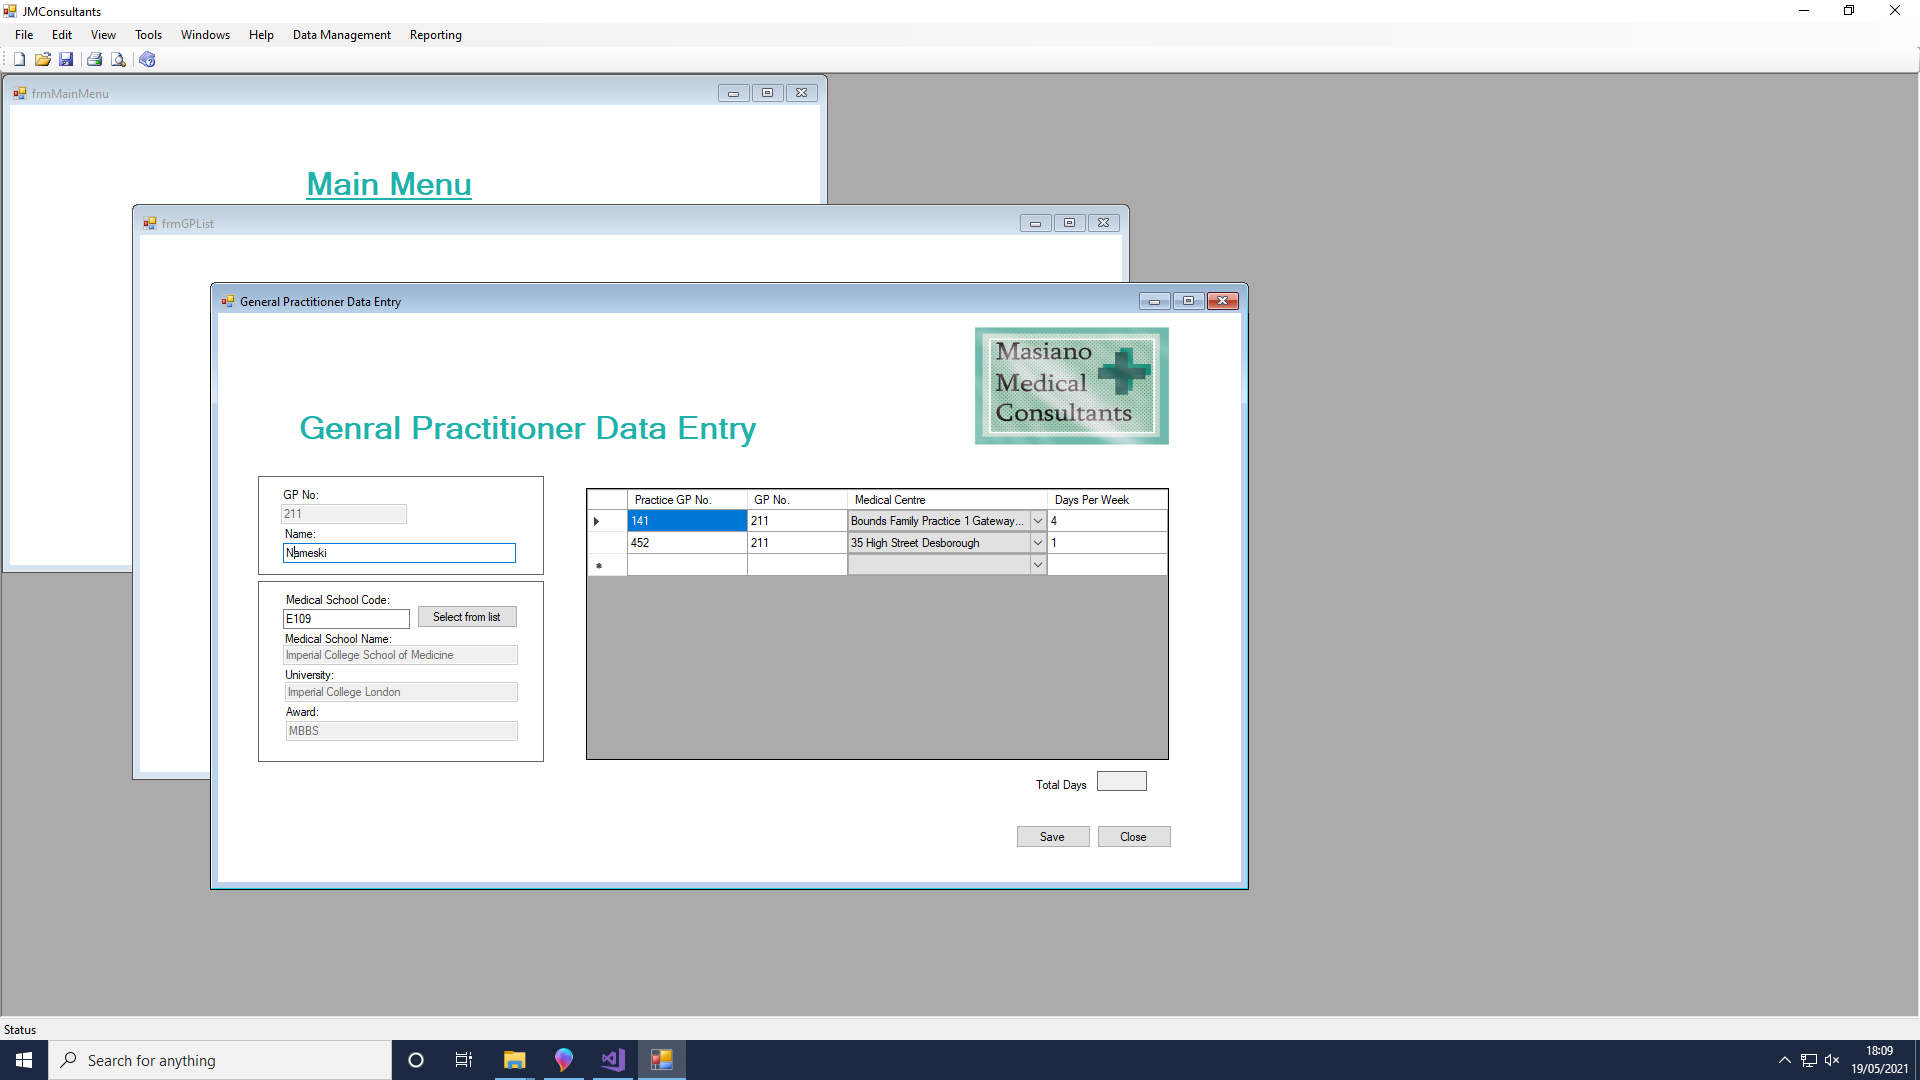 JMConsultants
File Edit View Tools Windows Help Data Management Reporting
frmMainMenu
Main Menu
frmGPList
General Practitioner Data Entry
Masiano
Medical
Consultants
Genral Practitioner Data Entry
GP No:
211
Name:
Nameski
Medical School Code:
E109 Select from list
Medical School Name:
Imperial College School of Medicine
University:
Imperial College London
Award:
MBBS
Practice GP No. GP No. Medical Centre Days Per Week
141 211 Bounds Family Practice 1 Gateway... 4
452 211 35 High Street Desborough 1
Total Days
Save Close
Status
Search for anything
18:09
19/05/2021